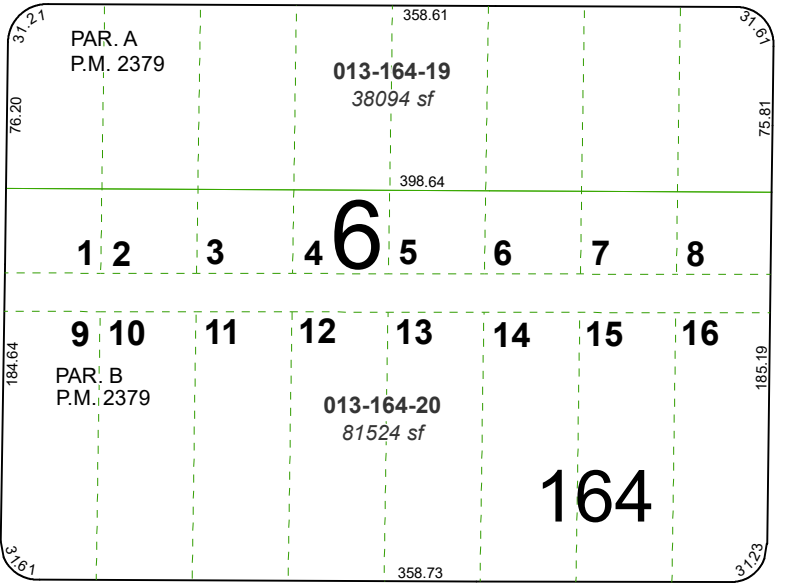 31.21
358.61
31.61
PAR. A
P.M. 2379
013-164-19
38094 sf
76.20
75.81
398.64
6
1 2 3 4 5 6 7 8
9 10 11 12 13 14 15 16
184.64
185.19
PAR. B
P.M. 2379
013-164-20
81524 sf
164
31.61
358.73
31.23